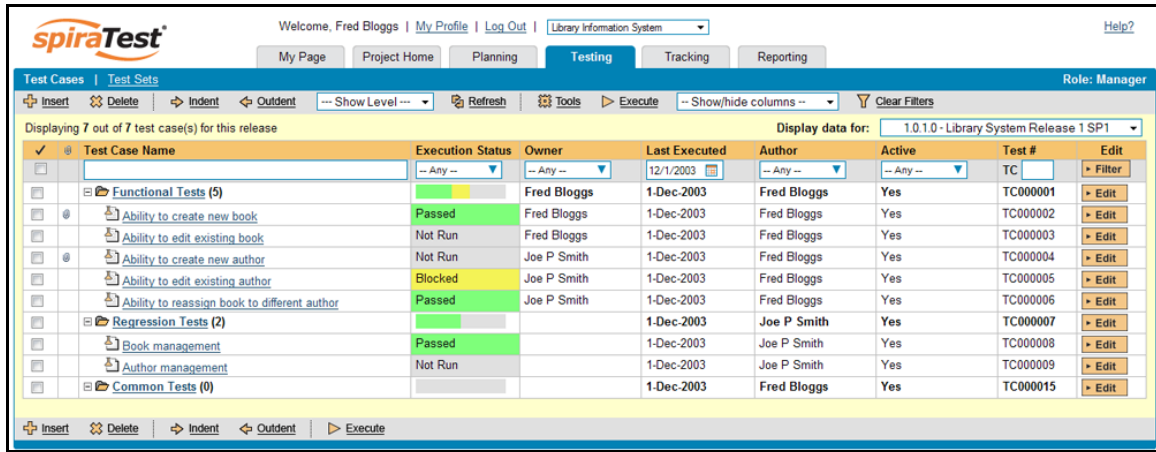 spiraTest Welcome, Fred Bloggs | My Profile | Log Out | Library Information System Help?
My Page Project Home Planning Testing Tracking Reporting
Test Cases | Test Sets Role: Manager
Insert Delete Indent Outdent --- Show Level --- Refresh Tools Execute -- Show/hide columns -- Clear Filters
Displaying 7 out of 7 test case(s) for this release Display data for: 1.0.1.0 - Library System Release 1 SP1
Test Case Name Execution Status Owner Last Executed Author Active Test # Edit
-- Any -- -- Any -- 12/1/2003 -- Any -- -- Any -- TC Filter
Functional Tests (5) Fred Bloggs 1-Dec-2003 Fred Bloggs Yes TC000001 Edit
Ability to create new book Passed Fred Bloggs 1-Dec-2003 Fred Bloggs Yes TC000002 Edit
Ability to edit existing book Not Run Fred Bloggs 1-Dec-2003 Fred Bloggs Yes TC000003 Edit
Ability to create new author Not Run Joe P Smith 1-Dec-2003 Fred Bloggs Yes TC000004 Edit
Ability to edit existing author Blocked Joe P Smith 1-Dec-2003 Fred Bloggs Yes TC000005 Edit
Ability to reassign book to different author Passed Joe P Smith 1-Dec-2003 Fred Bloggs Yes TC000006 Edit
Regression Tests (2) 1-Dec-2003 Joe P Smith Yes TC000007 Edit
Book management Passed 1-Dec-2003 Joe P Smith Yes TC000008 Edit
Author management Not Run 1-Dec-2003 Joe P Smith Yes TC000009 Edit
Common Tests (0) 1-Dec-2003 Fred Bloggs Yes TC000015 Edit
Insert Delete Indent Outdent Execute